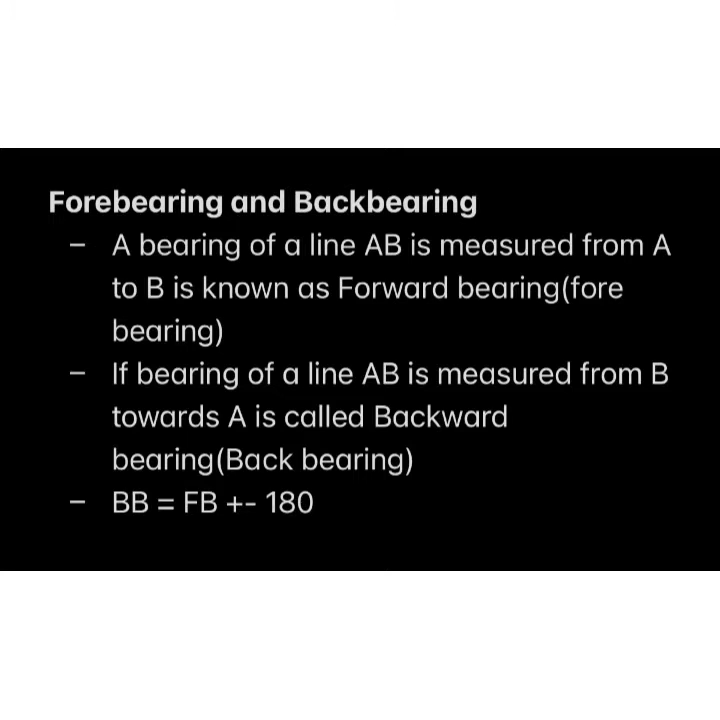 Forebearing and Backbearing
– A bearing of a line AB is measured from A
to B is known as Forward bearing(fore
bearing)
– If bearing of a line AB is measured from B
towards A is called Backward
bearing(Back bearing)
– BB = FB +- 180